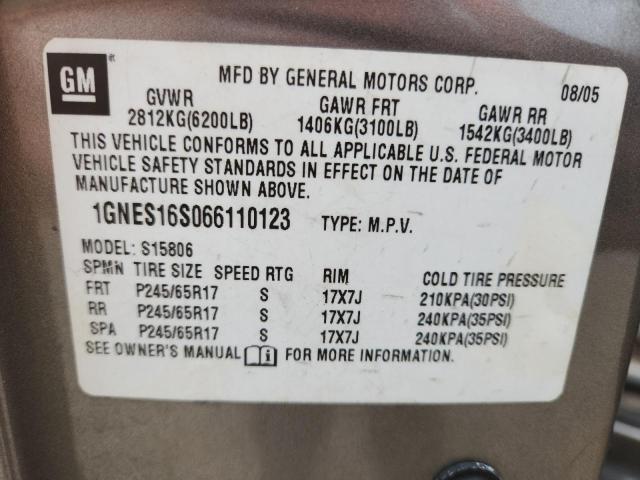 GM
MFD BY GENERAL MOTORS CORP. 08/05
GVWR GAWR FRT GAWR RR
2812KG(6200LB) 1406KG(3100LB) 1542KG(3400LB)
THIS VEHICLE CONFORMS TO ALL APPLICABLE U.S. FEDERAL MOTOR
VEHICLE SAFETY STANDARDS IN EFFECT ON THE DATE OF
MANUFACTURE SHOWN ABOVE.
1GNES16S066110123 TYPE: M.P.V.
MODEL: S15806
SPMN TIRE SIZE SPEED RTG RIM COLD TIRE PRESSURE
FRT P245/65R17 S 17X7J 210KPA(30PSI)
RR P245/65R17 S 17X7J 240KPA(35PSI)
SPA P245/65R17 S 17X7J 240KPA(35PSI)
SEE OWNER'S MANUAL i FOR MORE INFORMATION.